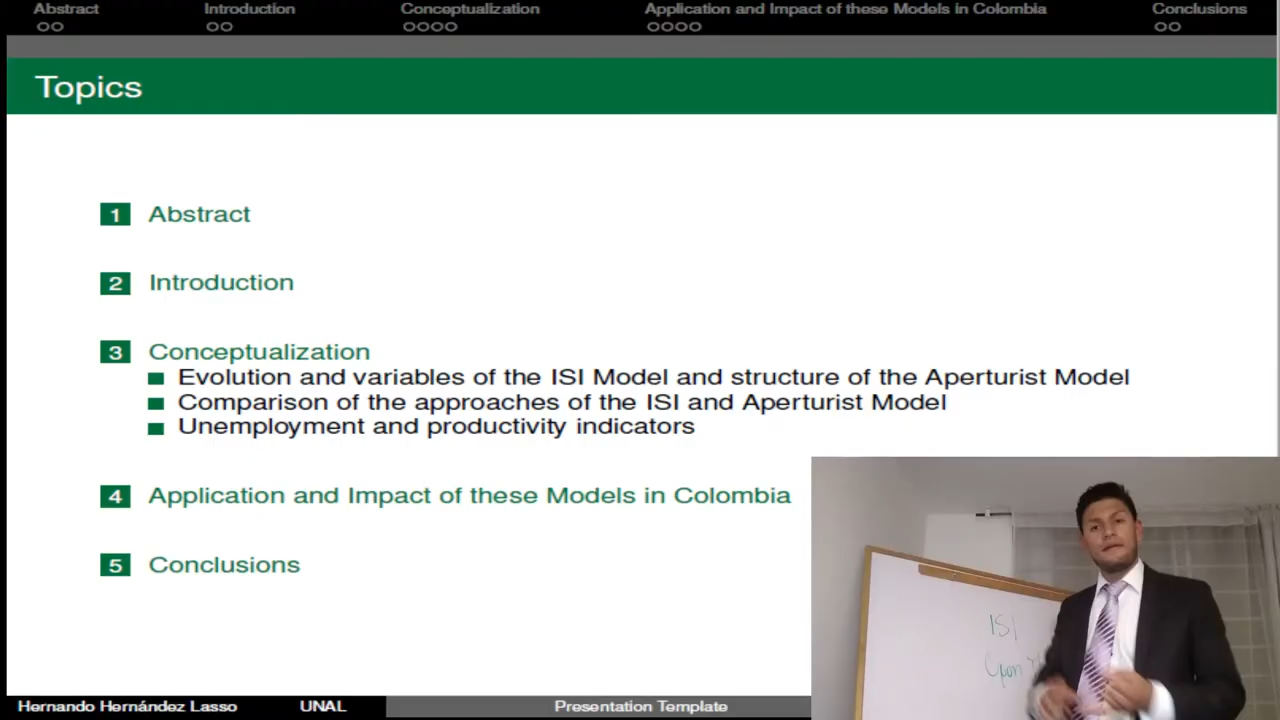 Abstract Introduction Conceptualization Application and Impact of these Models in Colombia Conclusions
Topics
1 Abstract
2 Introduction
3 Conceptualization
Evolution and variables of the ISI Model and structure of the Aperturist Model
Comparison of the approaches of the ISI and Aperturist Model
Unemployment and productivity indicators
4 Application and Impact of these Models in Colombia
5 Conclusions
ISI
Hernando Hernández Lasso UNAL Presentation Template